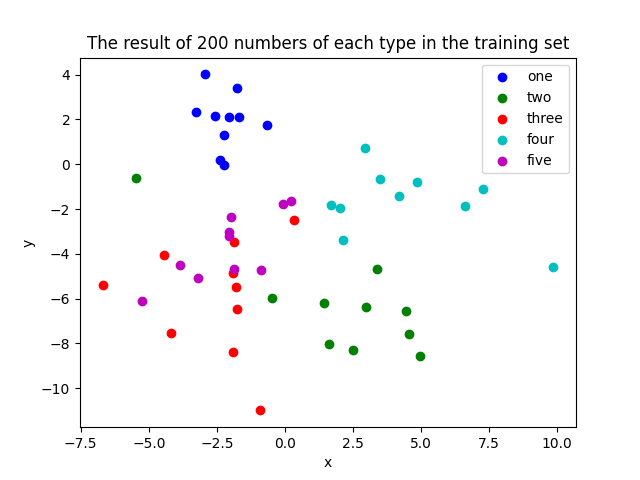 The result of 200 numbers of each type in the training set
one
two
three
four
five
4
2
0
−2
−4
−6
−8
−10
y
−7.5 −5.0 −2.5 0.0 2.5 5.0 7.5 10.0
x